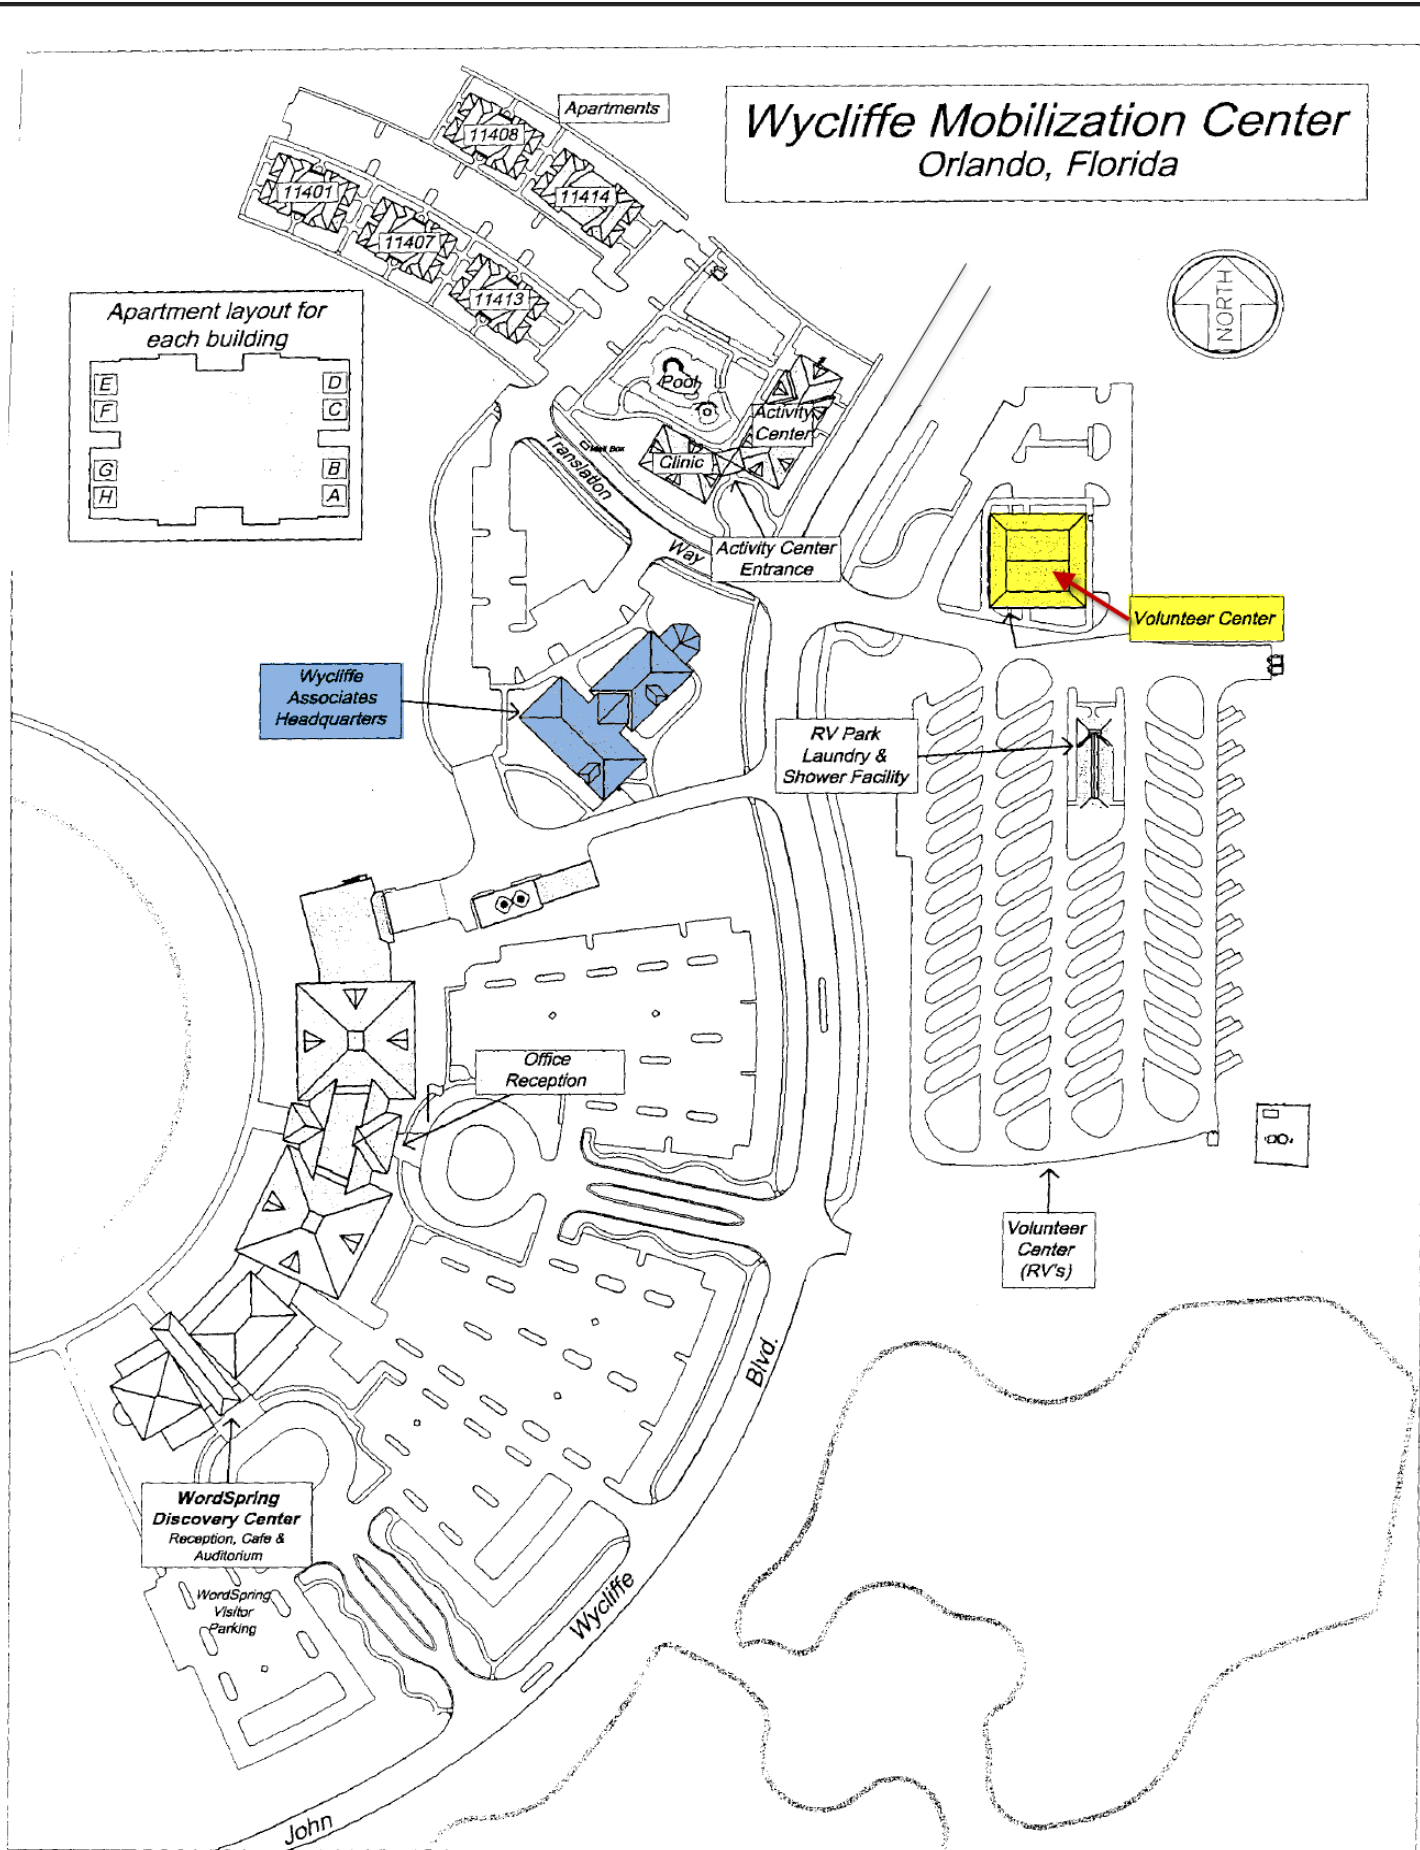 Wycliffe Mobilization Center
Orlando, Florida
Apartments
11408
11414
11401
11407
11413
NORTH
Apartment layout for
each building
E
D
F
C
G
B
H
A
Pool
Activity
Center
Clinic
Mail Box
Translation
Way
Activity Center
Entrance
Volunteer Center
Wycliffe
Associates
Headquarters
RV Park
Laundry &
Shower Facility
Office
Reception
Volunteer
Center
(RV's)
WordSpring
Discovery Center
Reception, Cafe &
Auditorium
WordSpring
Visitor
Parking
John
Wycliffe
Blvd.